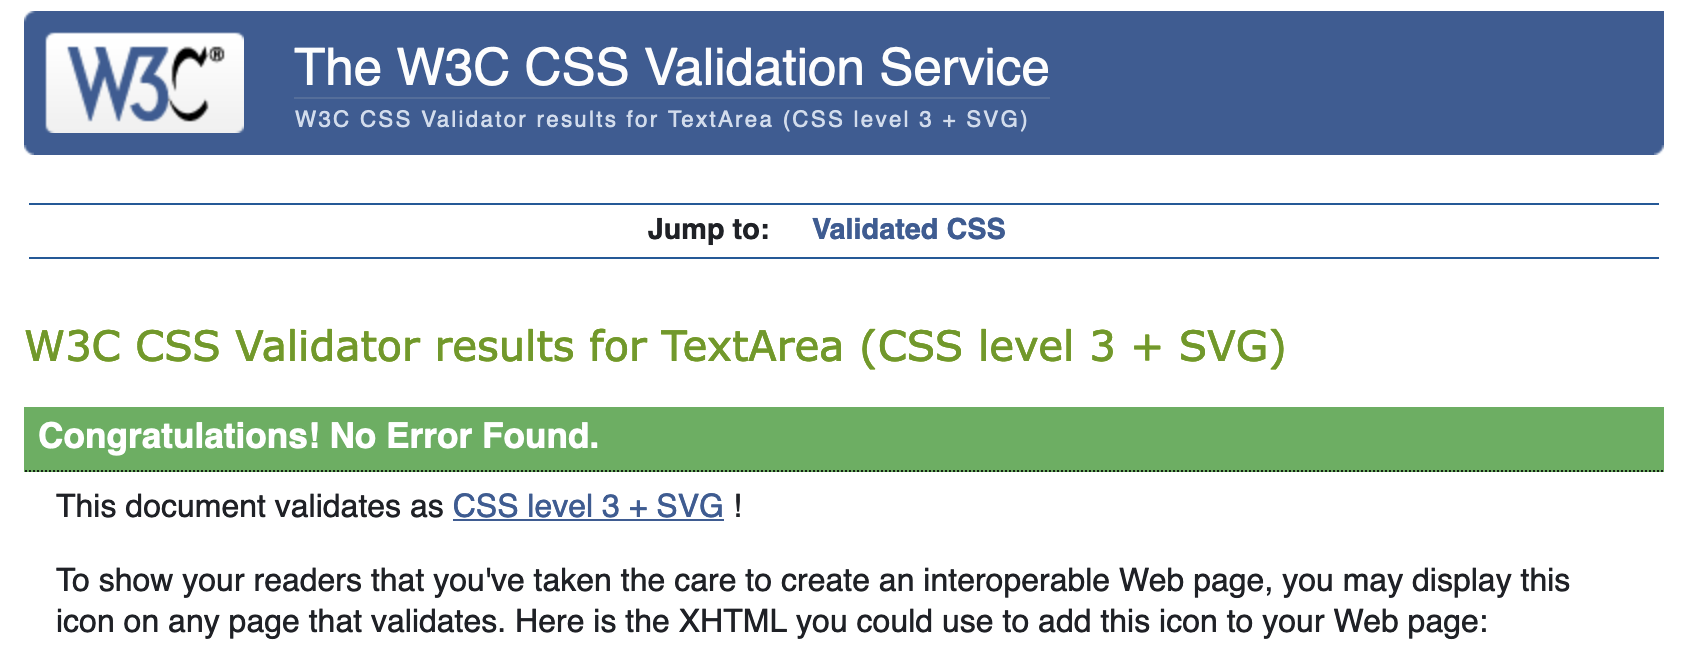 W3C®
The W3C CSS Validation Service
W3C CSS Validator results for TextArea (CSS level 3 + SVG)
Jump to: Validated CSS
W3C CSS Validator results for TextArea (CSS level 3 + SVG)
Congratulations! No Error Found.
This document validates as CSS level 3 + SVG !
To show your readers that you've taken the care to create an interoperable Web page, you may display this
icon on any page that validates. Here is the XHTML you could use to add this icon to your Web page: